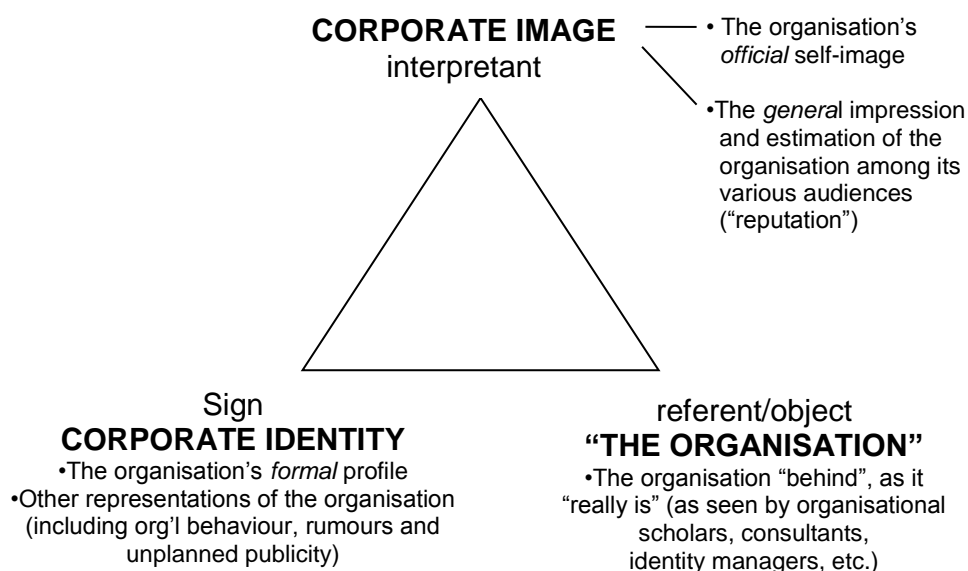 CORPORATE IMAGE
interpretant
• The organisation's
official self-image
•The general impression
and estimation of the
organisation among its
various audiences
(“reputation”)
Sign
CORPORATE IDENTITY
•The organisation's formal profile
•Other representations of the organisation
(including org'l behaviour, rumours and
unplanned publicity)
referent/object
“THE ORGANISATION”
•The organisation “behind”, as it
“really is” (as seen by organisational
scholars, consultants,
identity managers, etc.)